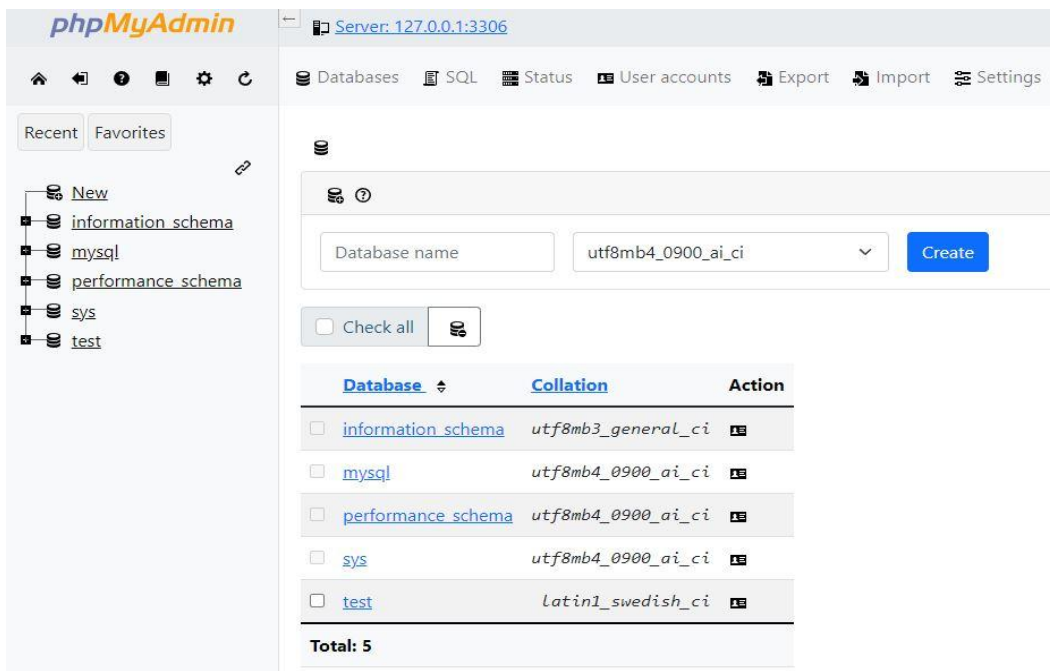 phpMyAdmin
Recent Favorites
New
information_schema
mysql
performance_schema
sys
test
Server: 127.0.0.1:3306
Databases SQL Status User accounts Export Import Settings
Database name utf8mb4_0900_ai_ci Create
Check all
Database Collation Action
information_schema utf8mb3_general_ci
mysql utf8mb4_0900_ai_ci
performance_schema utf8mb4_0900_ai_ci
sys utf8mb4_0900_ai_ci
test latin1_swedish_ci
Total: 5